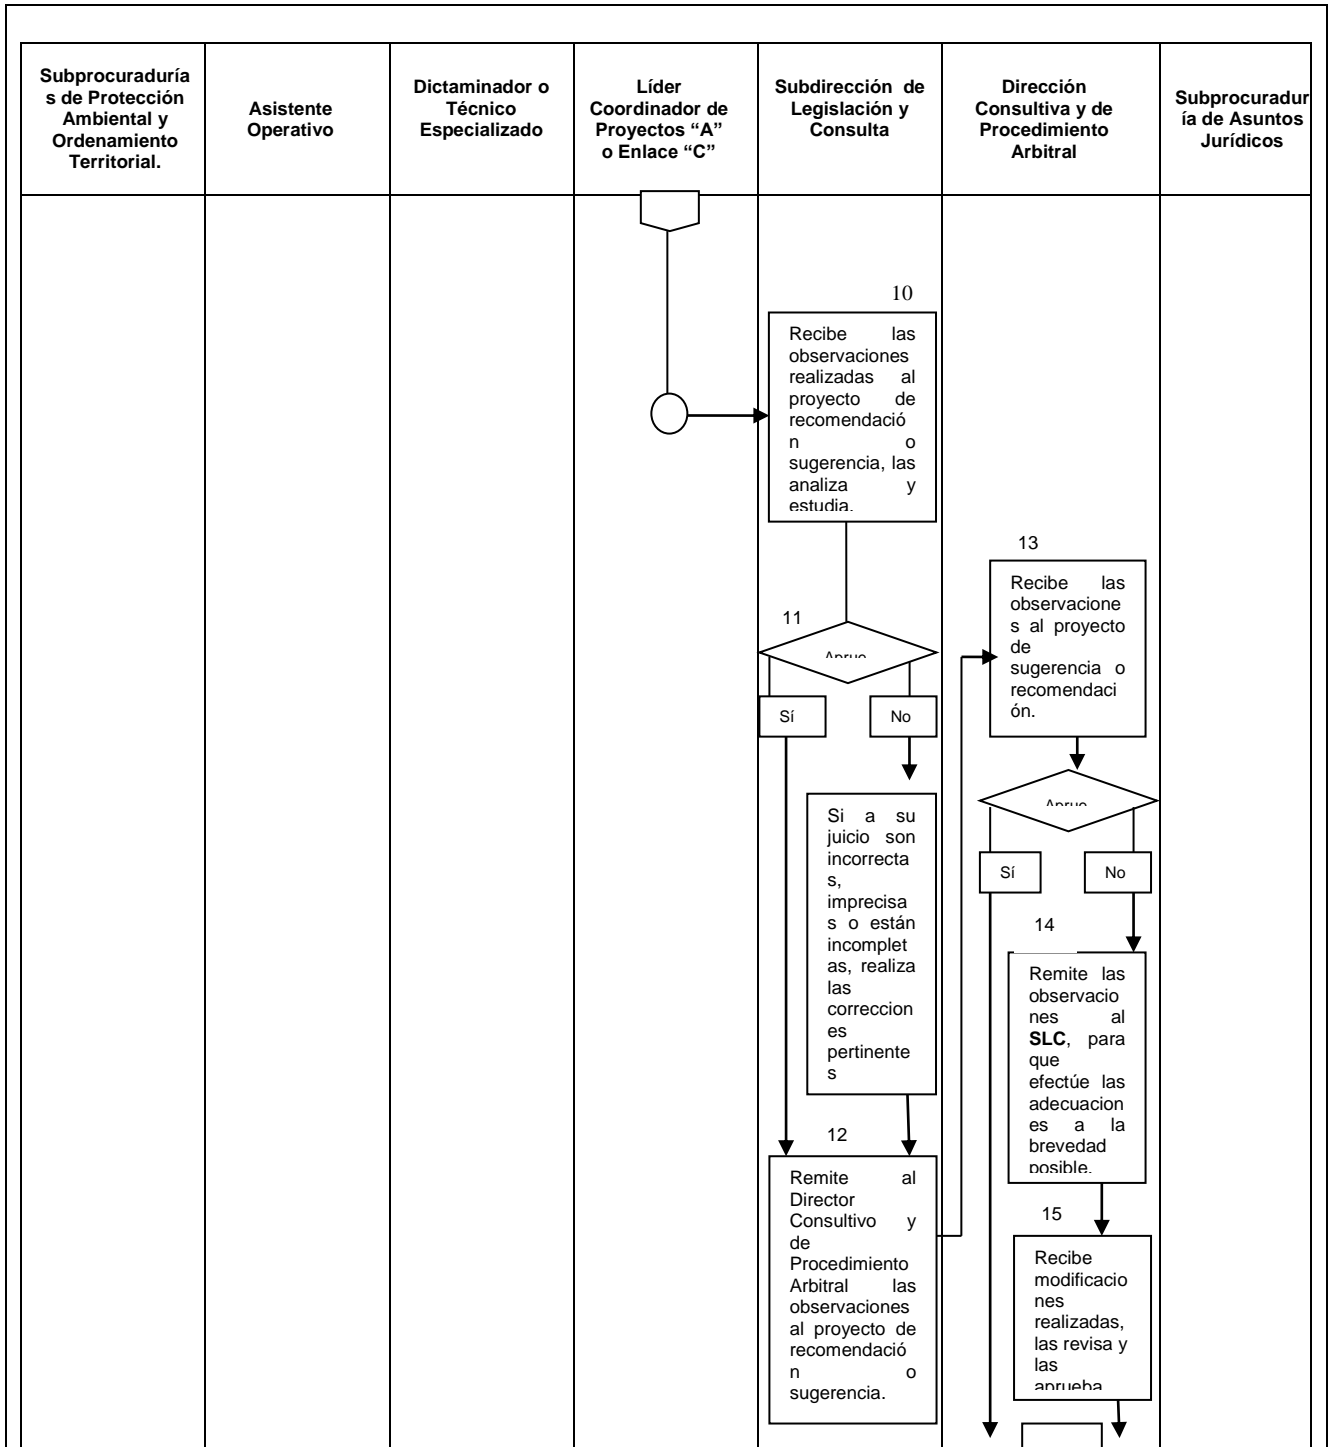 Subprocuraduría
s de Protección
Ambiental y
Ordenamiento
Territorial.
Asistente
Operativo
Dictaminador o
Técnico
Especializado
Líder
Coordinador de
Proyectos “A”
o Enlace “C”
Subdirección de
Legislación y
Consulta
Dirección
Consultiva y de
Procedimiento
Arbitral
Subprocuradur
ía de Asuntos
Jurídicos
10
Recibe las
observaciones
realizadas al
proyecto de
recomendació
n o
sugerencia, las
analiza y
estudia.
11
Aprue
Sí
No
Si a su
juicio son
incorrecta
s,
imprecisa
s o están
incomplet
as, realiza
las
correccion
es
pertinente
s
12
Remite al
Director
Consultivo y
de
Procedimiento
Arbitral las
observaciones
al proyecto de
recomendació
n o
sugerencia.
13
Recibe las
observacione
s al proyecto
de
sugerencia o
recomendaci
ón.
Aprue
Sí
No
14
Remite las
observacio
nes al
SLC, para
que
efectúe las
adecuacion
es a la
brevedad
posible.
15
Recibe
modificacio
nes
realizadas,
las revisa y
las
aprueba